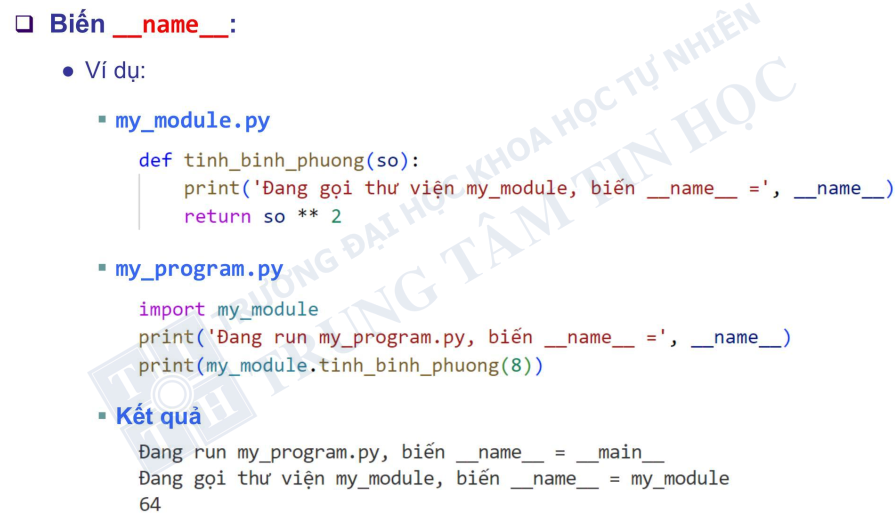 ❑ Biến __name__:
● Ví dụ:
▪ my_module.py
def tinh_binh_phuong(so):
    print('Đang gọi thư viện my_module, biến __name__ =', __name__)
    return so ** 2
▪ my_program.py
import my_module
print('Đang run my_program.py, biến __name__ =', __name__)
print(my_module.tinh_binh_phuong(8))
▪ Kết quả
Đang run my_program.py, biến __name__ = __main__
Đang gọi thư viện my_module, biến __name__ = my_module
64
TRƯỜNG ĐẠI HỌC KHOA HỌC TỰ NHIÊN
TRUNG TÂM TIN HỌC